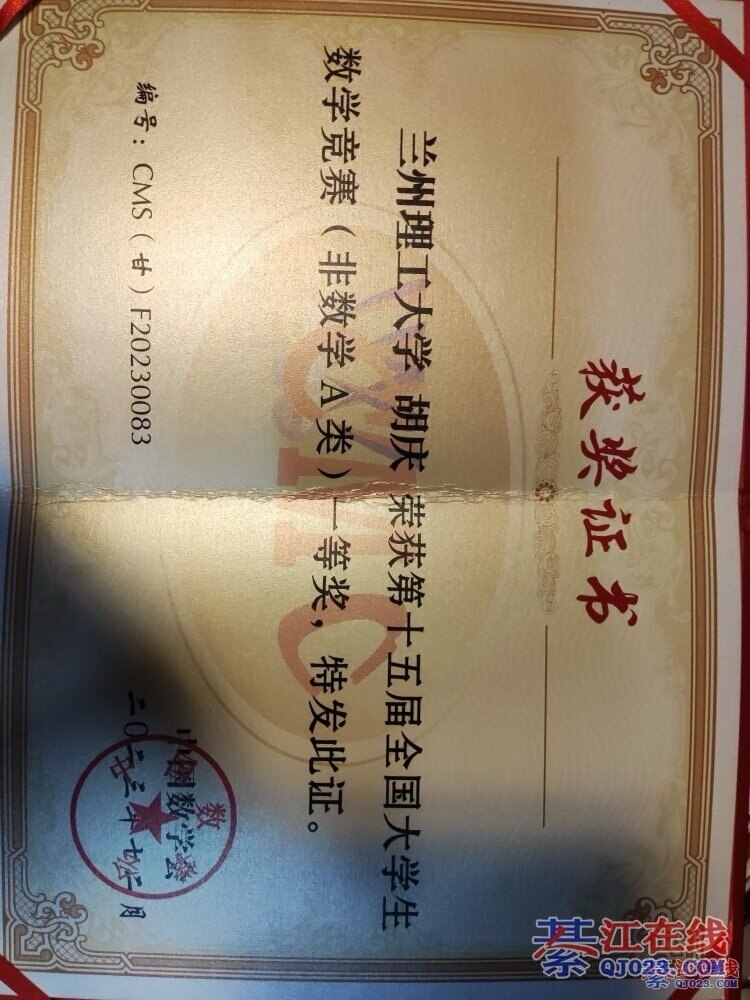 获奖证书
兰州理工大学 胡庆 荣获第十五届全国大学生
数学竞赛（非数学 A 类）一等奖，特发此证。
编号：CMS（甘）F20230083
中国数学会
二〇二三年十二月
CMC
綦江在线
QJ023.COM